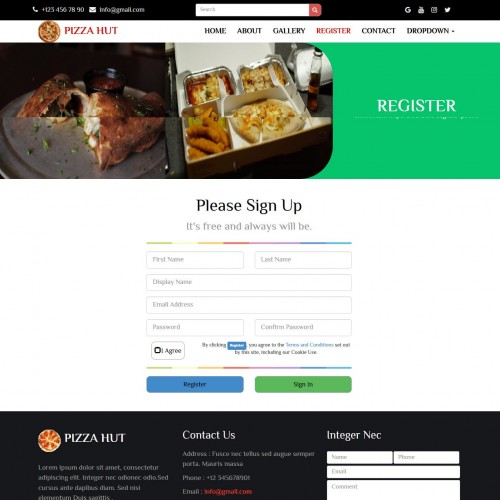 +123 456 78 90 info@gmail.com Search
PIZZA HUT HOME ABOUT GALLERY REGISTER CONTACT DROPDOWN
REGISTER
Please Sign Up
It's free and always will be.
First Name Last Name
Display Name
Email Address
Password Confirm Password
I Agree
By clicking Register, you agree to the Terms and Conditions set out
by this site, including our Cookie Use.
Register Sign In
PIZZA HUT
Lorem ipsum dolor sit amet, consectetur
adipiscing elit. Nulla nec odio.Sed
cursus ante dapibus diam. Sed nisi
elementum Duis sagittis .
Contact Us
Address : Fusce nec tellus sed augue semper
porta. Mauris massa
Phone : +12 345678901
Email : info@gmail.com
Integer Nec
Name Phone
Email
Comment